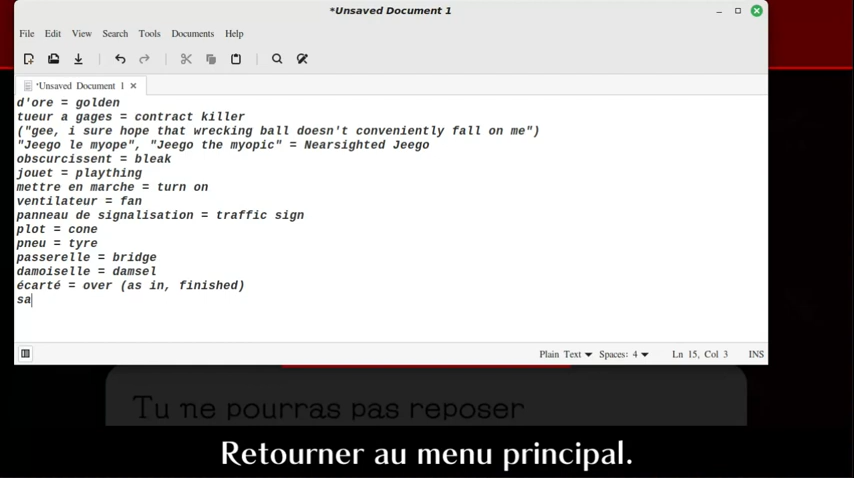 *Unsaved Document 1
File Edit View Search Tools Documents Help
*Unsaved Document 1
d'ore = golden
tueur a gages = contract killer
("gee, i sure hope that wrecking ball doesn't conveniently fall on me")
"Jeego le myope", "Jeego the myopic" = Nearsighted Jeego
obscurcissent = bleak
jouet = plaything
mettre en marche = turn on
ventilateur = fan
panneau de signalisation = traffic sign
plot = cone
pneu = tyre
passerelle = bridge
damoiselle = damsel
écarté = over (as in, finished)
sa
Plain Text Spaces: 4 Ln 15, Col 3 INS
Tu ne pourras pas reposer
Retourner au menu principal.